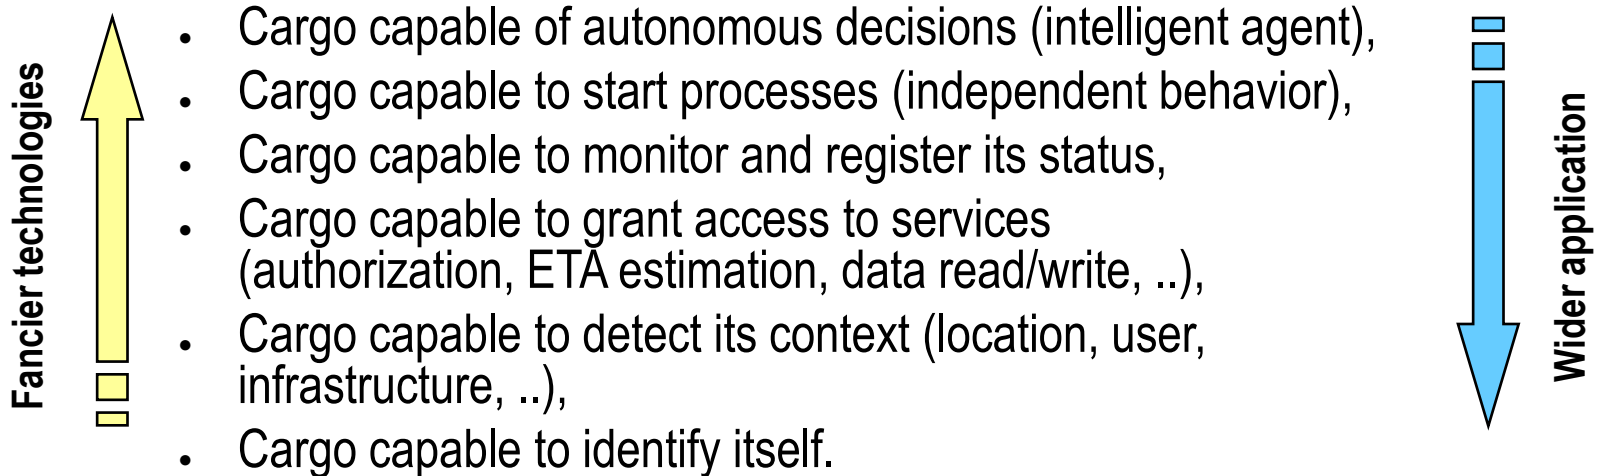 Fancier technologies
• Cargo capable of autonomous decisions (intelligent agent),
• Cargo capable to start processes (independent behavior),
• Cargo capable to monitor and register its status,
• Cargo capable to grant access to services
(authorization, ETA estimation, data read/write, ..),
• Cargo capable to detect its context (location, user,
infrastructure, ..),
• Cargo capable to identify itself.
Wider application